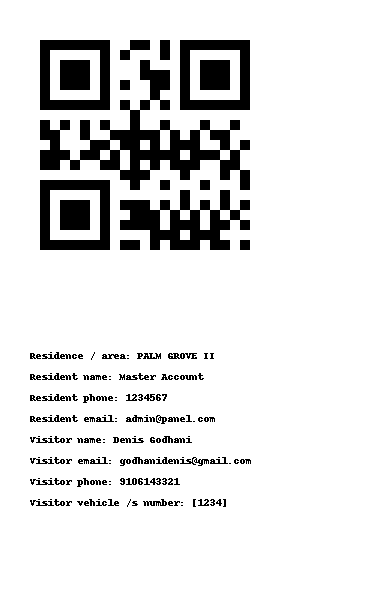 Residence / area: PALM GROVE II
Resident name: Master Account
Resident phone: 1234567
Resident email: admin@panel.com
Visitor name: Denis Godhani
Visitor email: godhanidenis@gmail.com
Visitor phone: 9106143321
Visitor vehicle /s number: [1234]